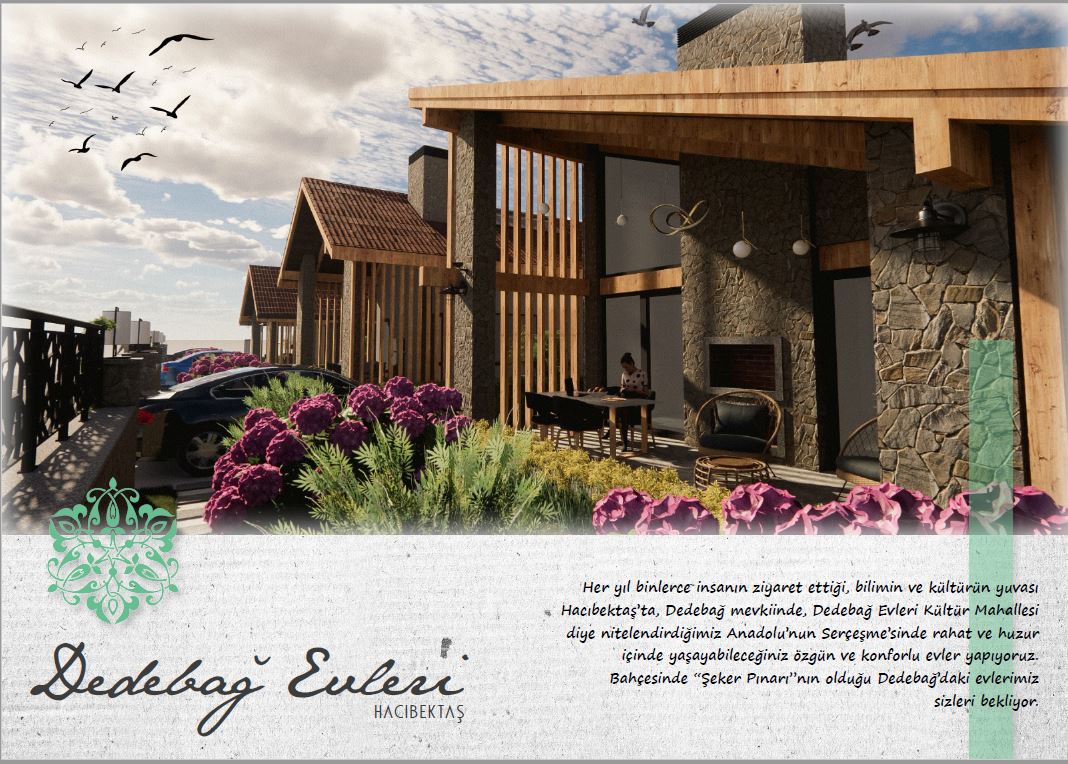 Her yıl binlerce insanın ziyaret ettiği, bilimin ve kültürün yuvası
Hacıbektaş'ta, Dedebağ mevkiinde, Dedebağ Evleri Kültür Mahallesi
diye nitelendirdiğimiz Anadolu'nun Serçeşme'sinde rahat ve huzur
içinde yaşayabileceğiniz özgün ve konforlu evler yapıyoruz.
Bahçesinde “Şeker Pınarı”nın olduğu Dedebağ'daki evlerimiz
sizleri bekliyor.
Dedebağ Evleri
HACIBEKTAŞ